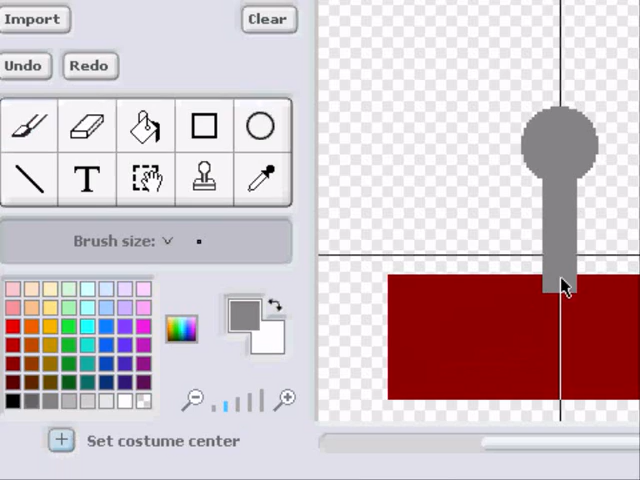 Import
Clear
Undo
Redo
T
Brush size:
Set costume center